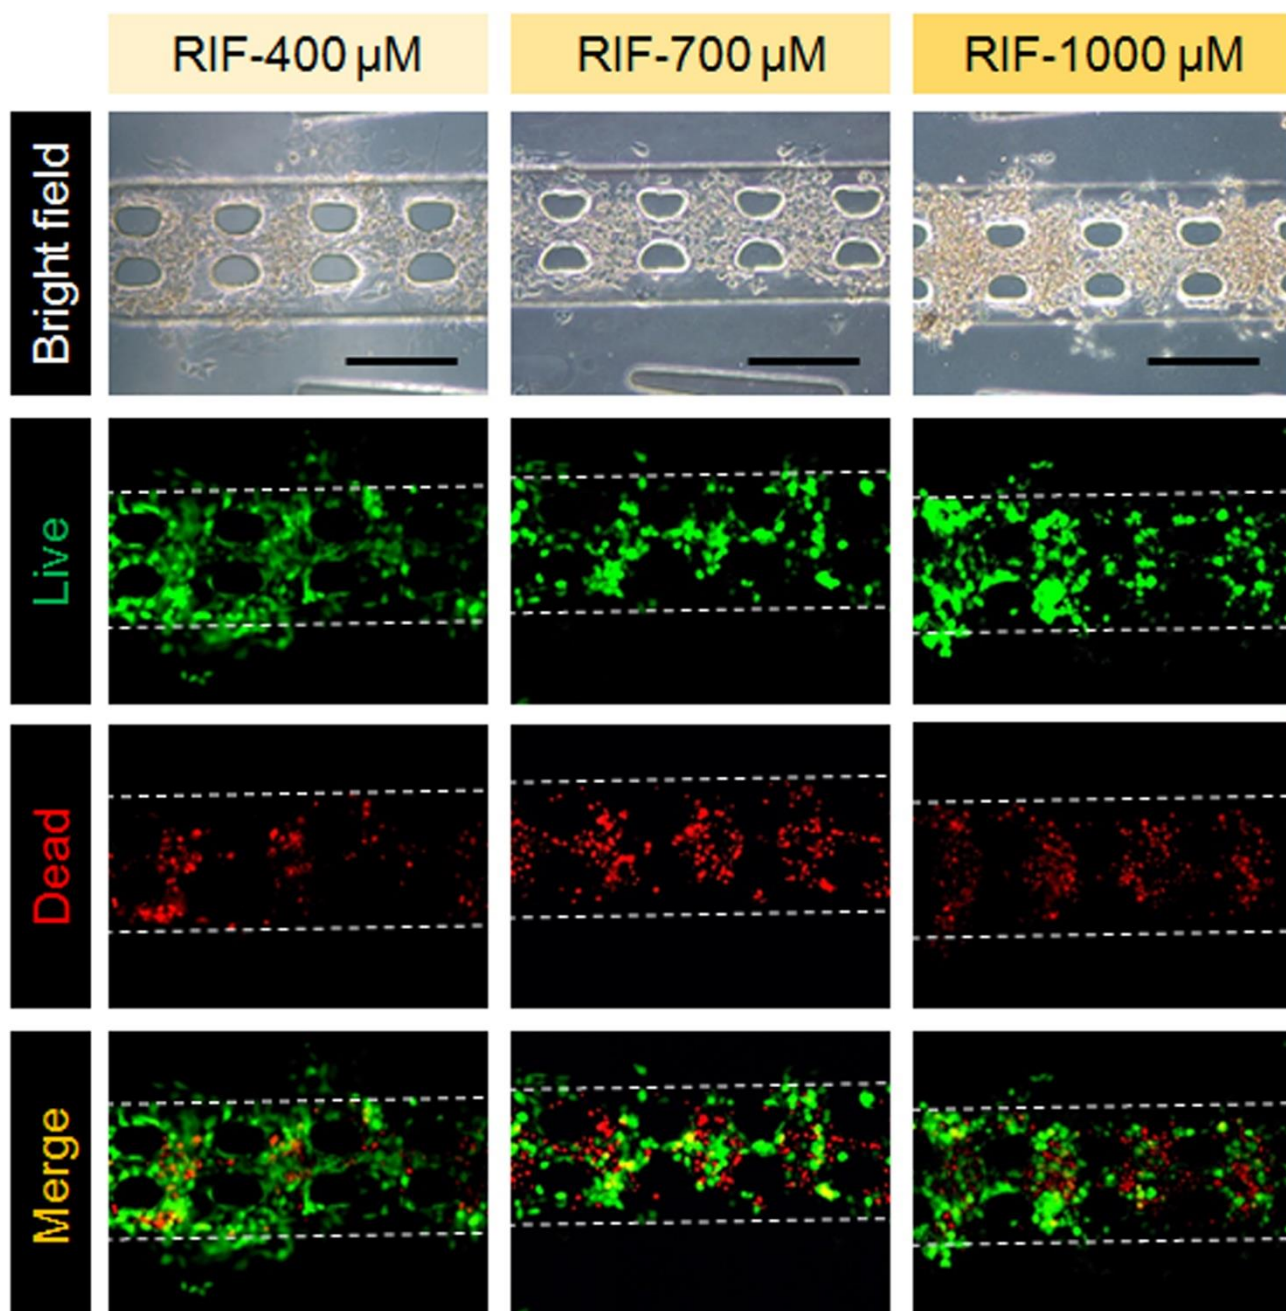 RIF-400 µM
RIF-700 µM
RIF-1000 µM
Bright field
Live
Dead
Merge